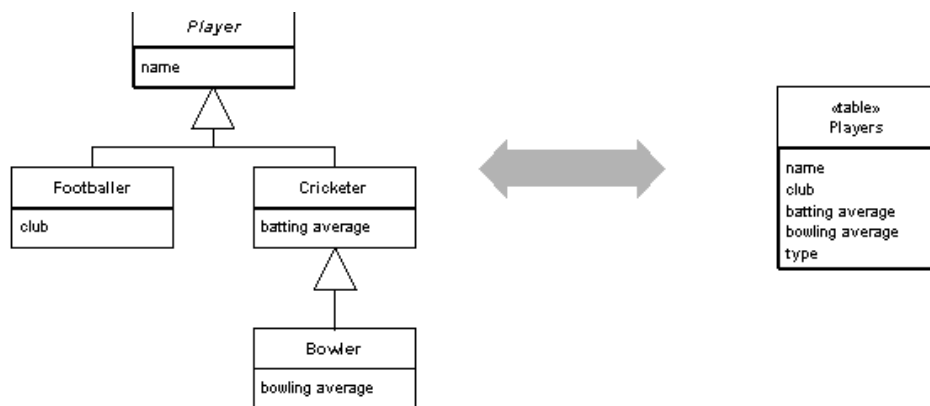 Player
name
Footballer
club
Cricketer
batting average
Bowler
bowling average
«table»
Players
name
club
batting average
bowling average
type